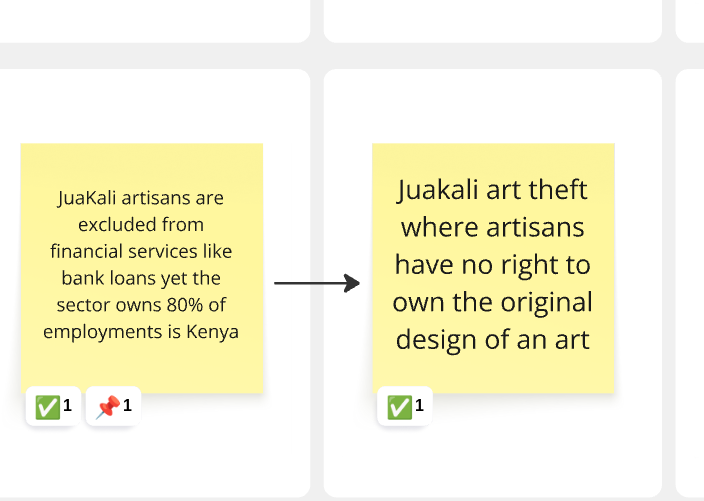 JuaKali artisans are
excluded from
financial services like
bank loans yet the
sector owns 80% of
employments is Kenya
1
1
Juakali art theft
where artisans
have no right to
own the original
design of an art
1